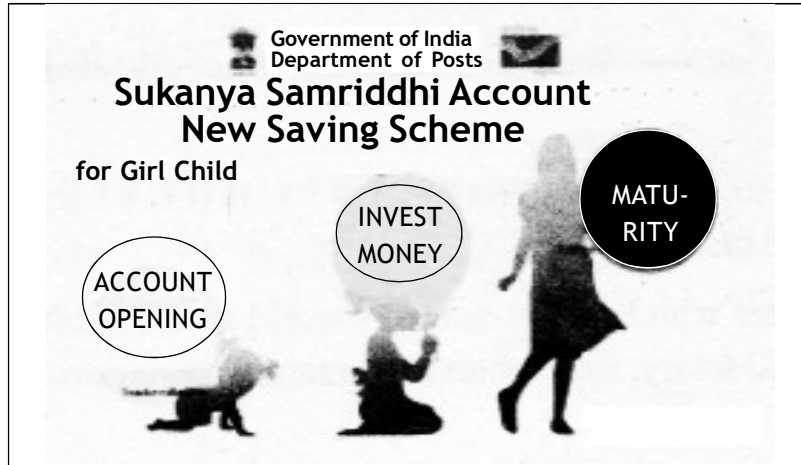 Government of India
Department of Posts
Sukanya Samriddhi Account
New Saving Scheme
for Girl Child
MATU-
RITY
INVEST
MONEY
ACCOUNT
OPENING